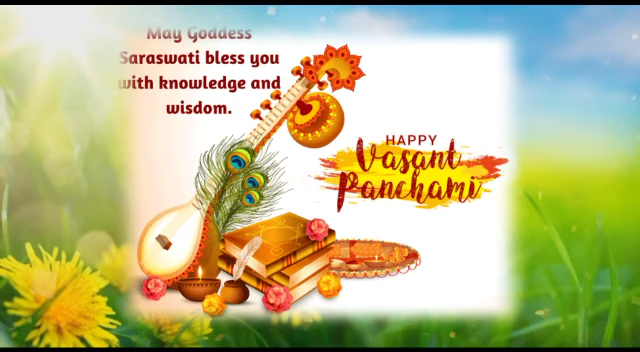 May Goddess
Saraswati bless you
with knowledge and
wisdom.
HAPPY
Vasant
Panchami